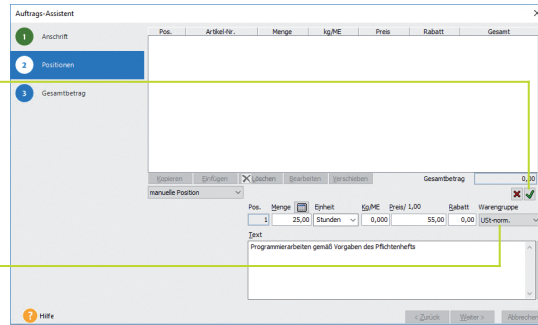 Auftrags-Assistent
1 Anschrift
2 Positionen
3 Gesamtbetrag
Pos. Artikel-Nr. Menge kg/ME Preis Rabatt Gesamt
Kopieren Einfügen Löschen Bearbeiten Verschieben Gesamtbetrag 0,00
manuelle Position
Pos. Menge Einheit Kg/ME Preis/ 1,00 Rabatt Warengruppe
1 25,00 Stunden 0,000 55,00 0,00 USt-norm.
Text
Programmierarbeiten gemäß Vorgaben des Pflichtenhefts
? Hilfe < Zurück Weiter > Abbrechen